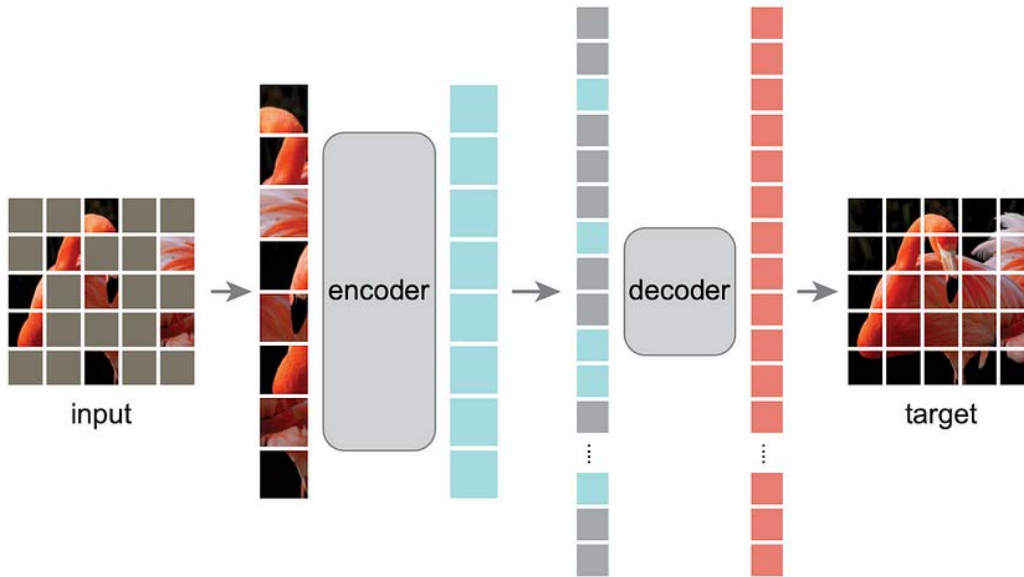 input
encoder
decoder
target